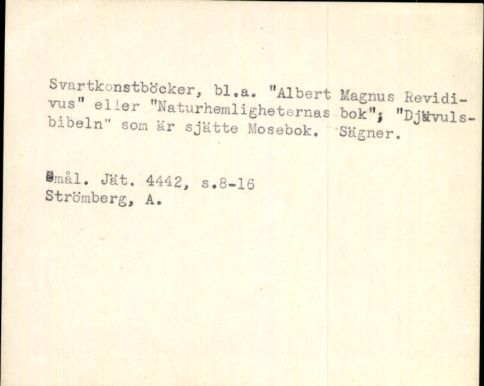 Svartkonstböcker, bl.a. "Albert Magnus Revidi-
vus" eller "Naturhemligheternas bok"; "Djävuls-
bibeln" som är sjätte Mosebok. Sägner.
Små­l. Jät. 4442, s.8-16
Strömberg, A.